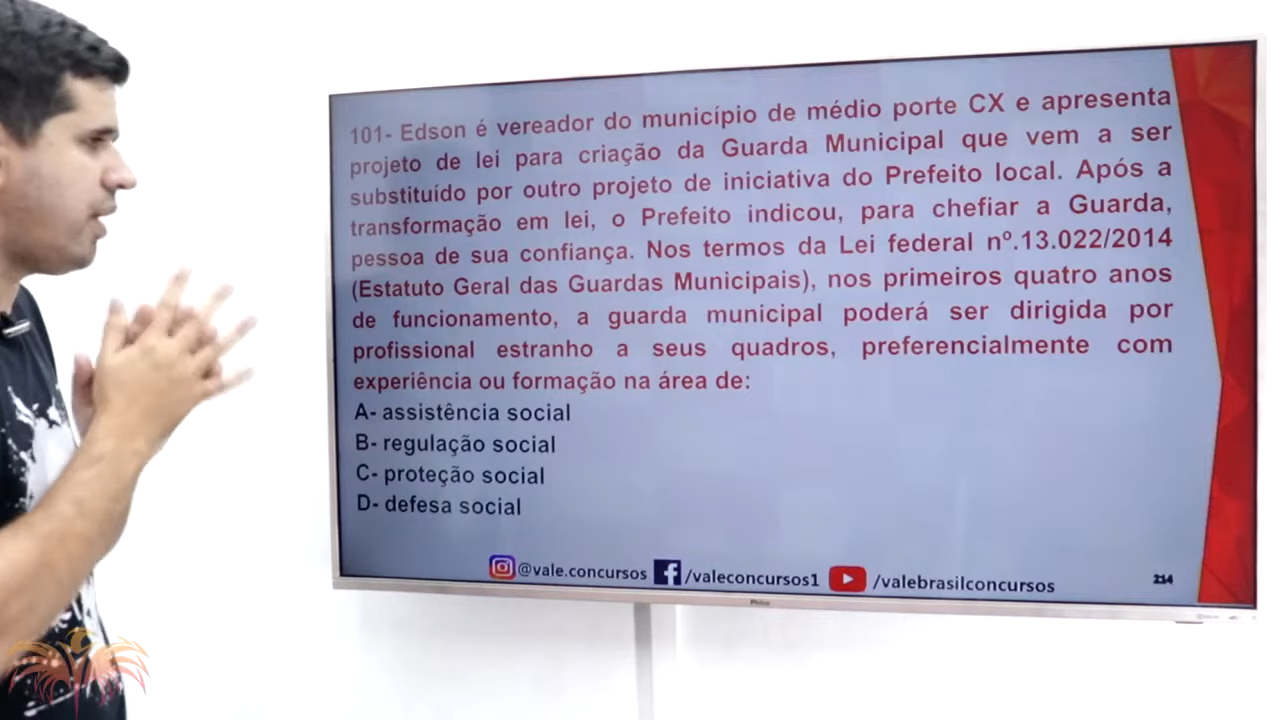 101- Edson é vereador do município de médio porte CX e apresenta
projeto de lei para criação da Guarda Municipal que vem a ser
substituído por outro projeto de iniciativa do Prefeito local. Após a
transformação em lei, o Prefeito indicou, para chefiar a Guarda,
pessoa de sua confiança. Nos termos da Lei federal nº.13.022/2014
(Estatuto Geral das Guardas Municipais), nos primeiros quatro anos
de funcionamento, a guarda municipal poderá ser dirigida por
profissional estranho a seus quadros, preferencialmente com
experiência ou formação na área de:
A- assistência social
B- regulação social
C- proteção social
D- defesa social
@vale.concursos /valeconcursos1 /valebrasilconcursos 214
Philco